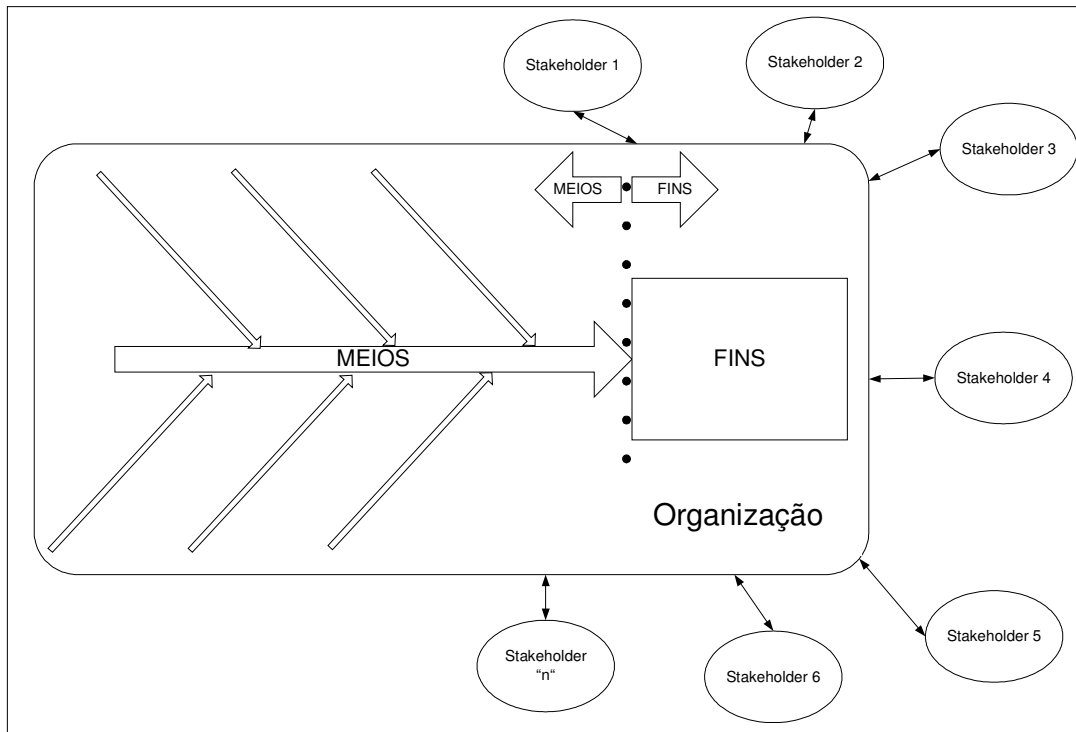 Stakeholder 1
Stakeholder 2
Stakeholder 3
MEIOS
FINS
MEIOS
FINS
Stakeholder 4
Organização
Stakeholder 5
Stakeholder
“n“
Stakeholder 6